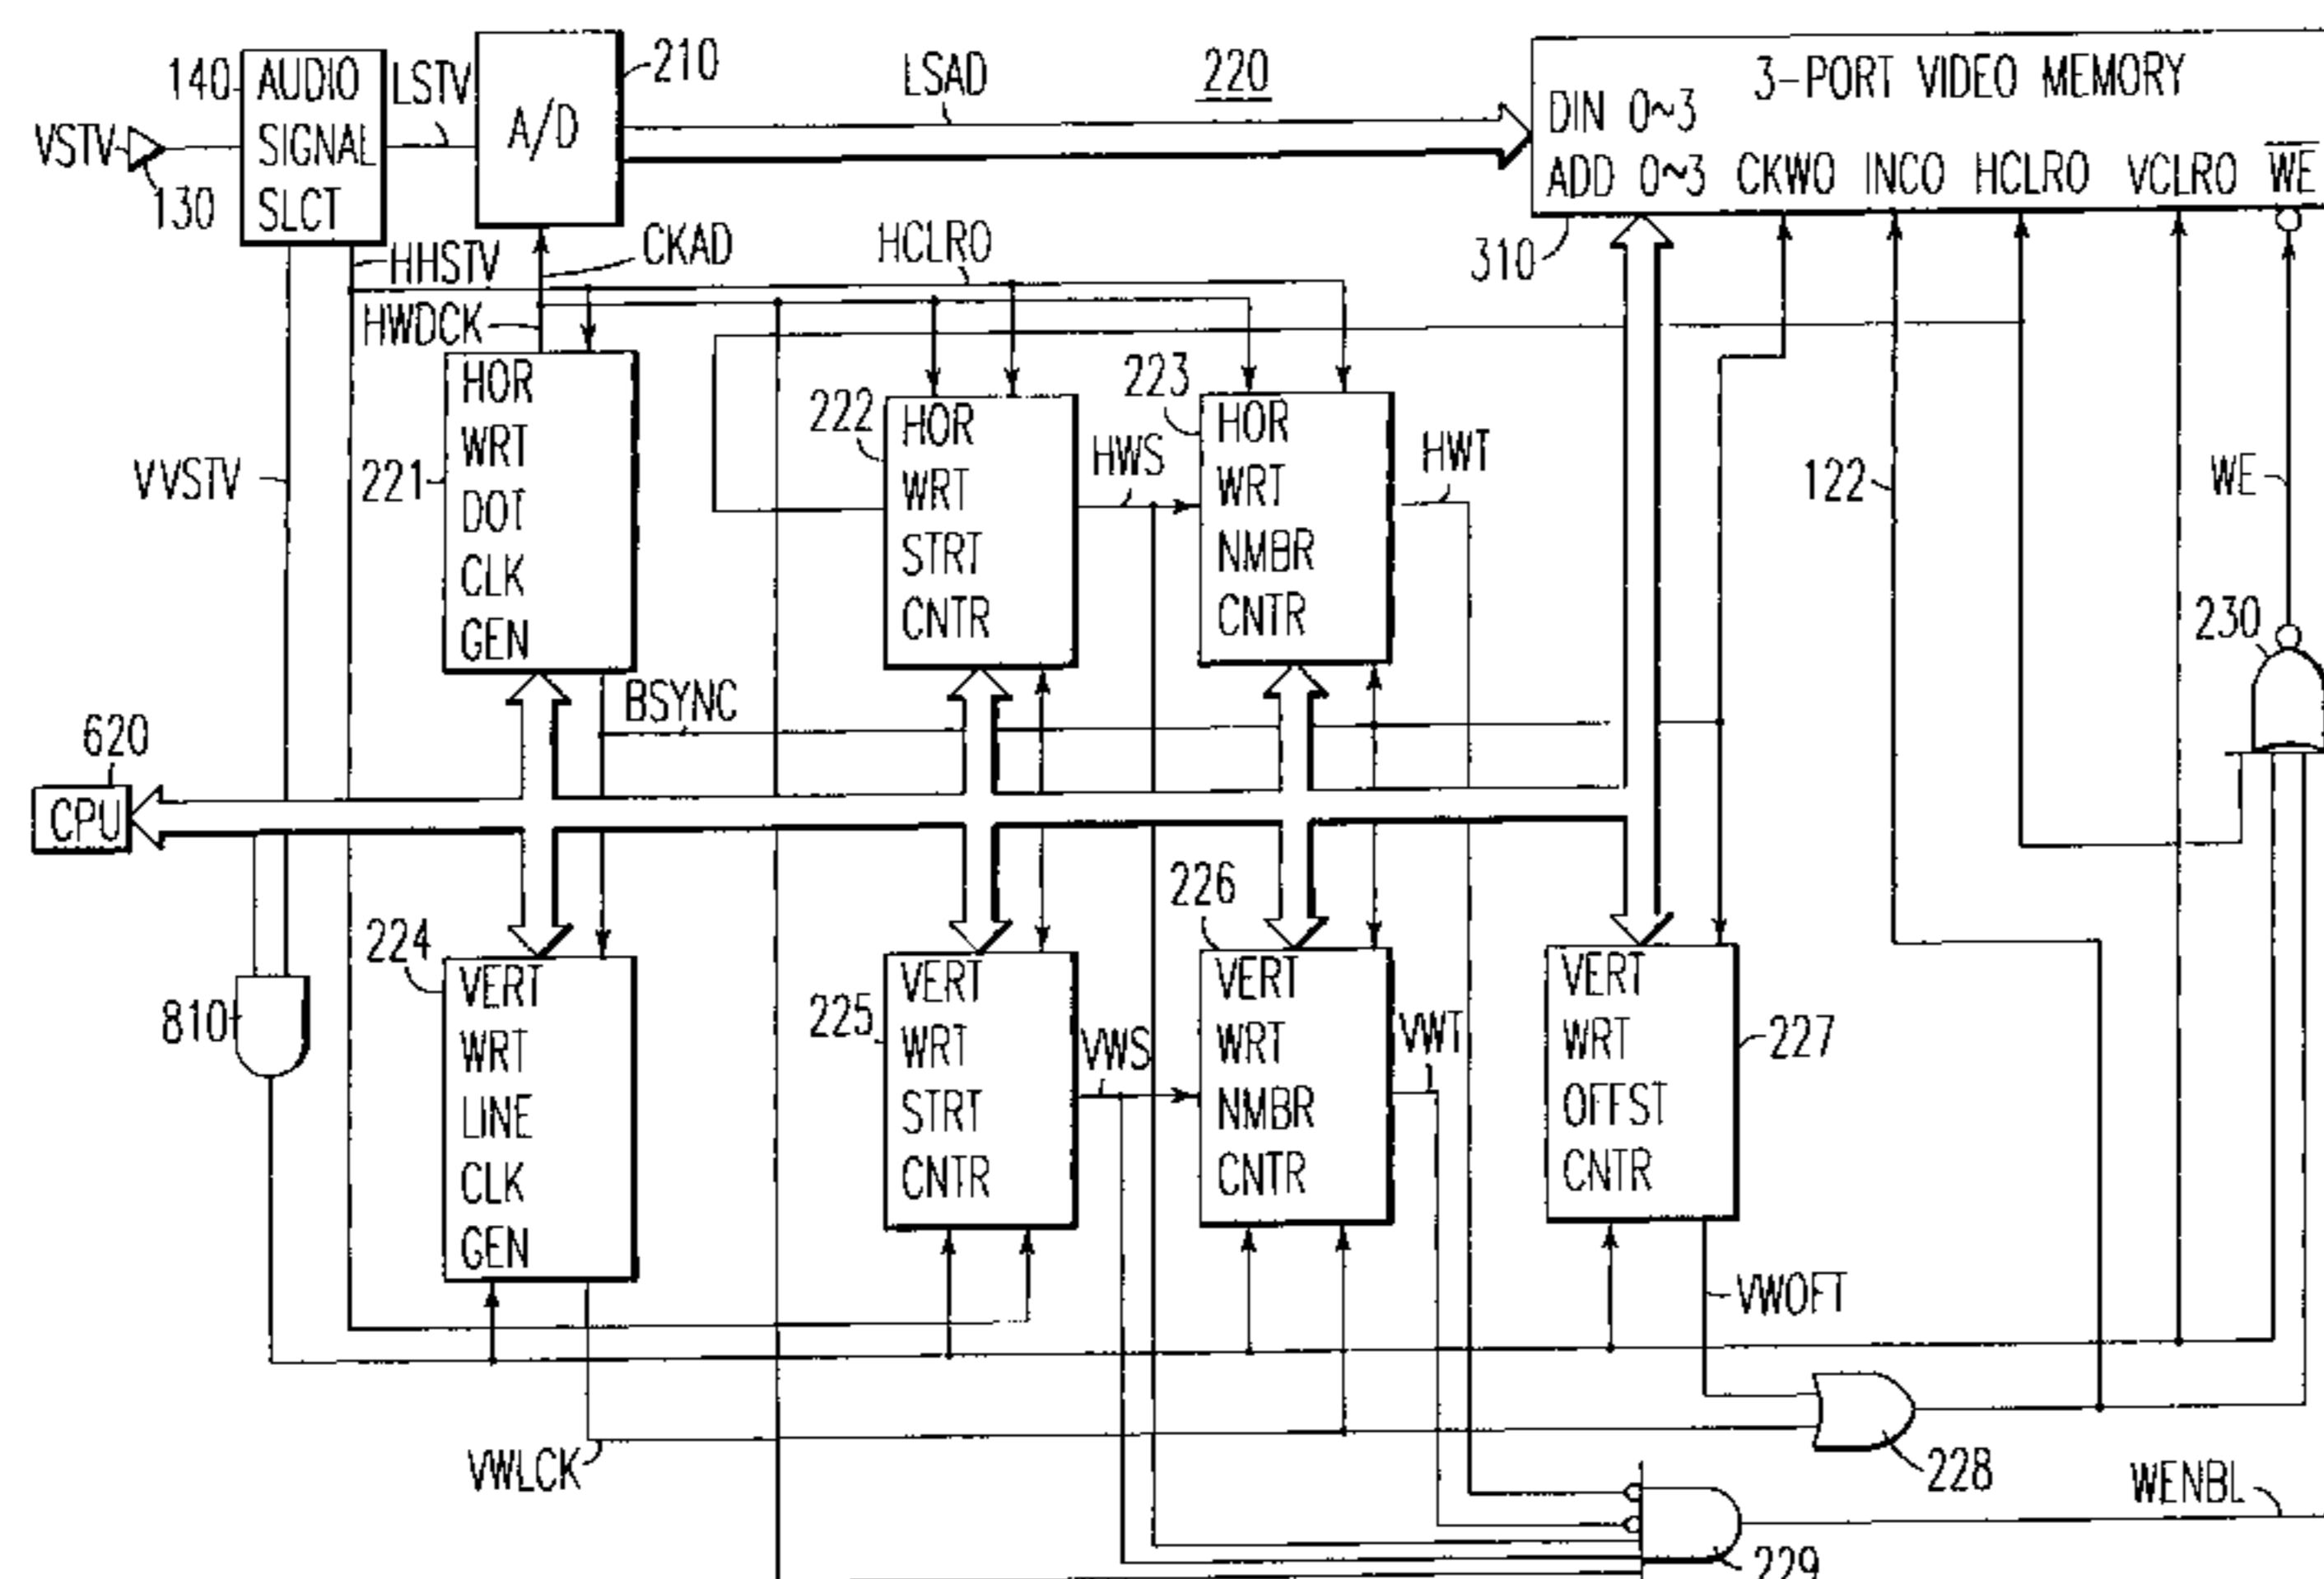 140
AUDIO
SIGNAL
SLCT
VSTV
130
LSTV
A/D
210
LSAD
220
3-PORT VIDEO MEMORY
DIN 0~3
ADD 0~3 CKWO INCO HCLRO VCLRO WE
310
HHSTV
CKAD
HCLRO
HWDCK
VVSTV
221
HOR
WRT
DOT
CLK
GEN
222
HOR
WRT
STRT
CNTR
HWS
223
HOR
WRT
NMBR
CNTR
HWT
122
WE
230
BSYNC
620
CPU
810
224
VERT
WRT
LINE
CLK
GEN
225
VERT
WRT
STRT
CNTR
VWS
226
VERT
WRT
NMBR
CNTR
VWT
VERT
WRT
OFFST
CNTR
227
VWOFT
VWLCK
228
WENBL
229